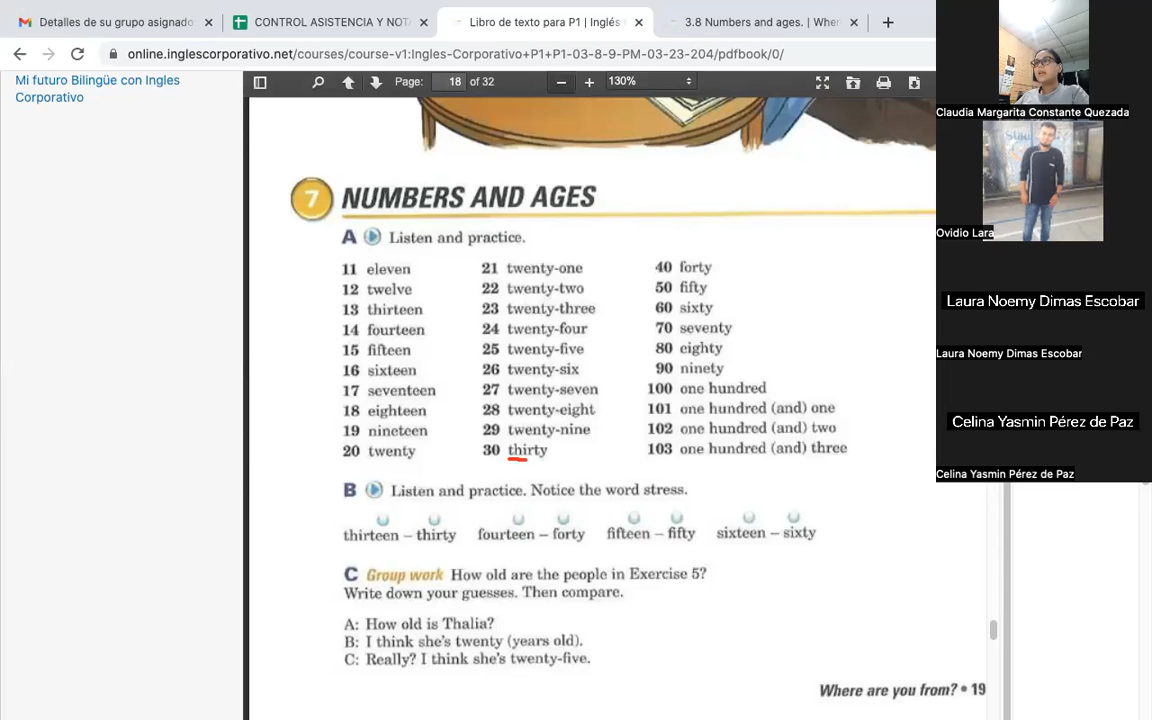 Detalles de su grupo asignado
CONTROL ASISTENCIA Y NOT
Libro de texto para P1 | Inglés
3.8 Numbers and ages. | Wher
online.inglescorporativo.net/courses/course-v1:Ingles-Corporativo+P1+P1-03-8-9-PM-03-23-204/pdfbook/0/
Mi futuro Bilingüe con Ingles
Corporativo
Page: 18 of 32
130%
7 NUMBERS AND AGES
A Listen and practice.
11 eleven 21 twenty-one 40 forty
12 twelve 22 twenty-two 50 fifty
13 thirteen 23 twenty-three 60 sixty
14 fourteen 24 twenty-four 70 seventy
15 fifteen 25 twenty-five 80 eighty
16 sixteen 26 twenty-six 90 ninety
17 seventeen 27 twenty-seven 100 one hundred
18 eighteen 28 twenty-eight 101 one hundred (and) one
19 nineteen 29 twenty-nine 102 one hundred (and) two
20 twenty 30 thirty 103 one hundred (and) three
B Listen and practice. Notice the word stress.
thirteen – thirty fourteen – forty fifteen – fifty sixteen – sixty
C Group work How old are the people in Exercise 5?
Write down your guesses. Then compare.
A: How old is Thalia?
B: I think she's twenty (years old).
C: Really? I think she's twenty-five.
Where are you from? • 19
Claudia Margarita Constante Quezada
Ovidio Lara
Laura Noemy Dimas Escobar
Laura Noemy Dimas Escobar
Celina Yasmin Pérez de Paz
Celina Yasmin Pérez de Paz